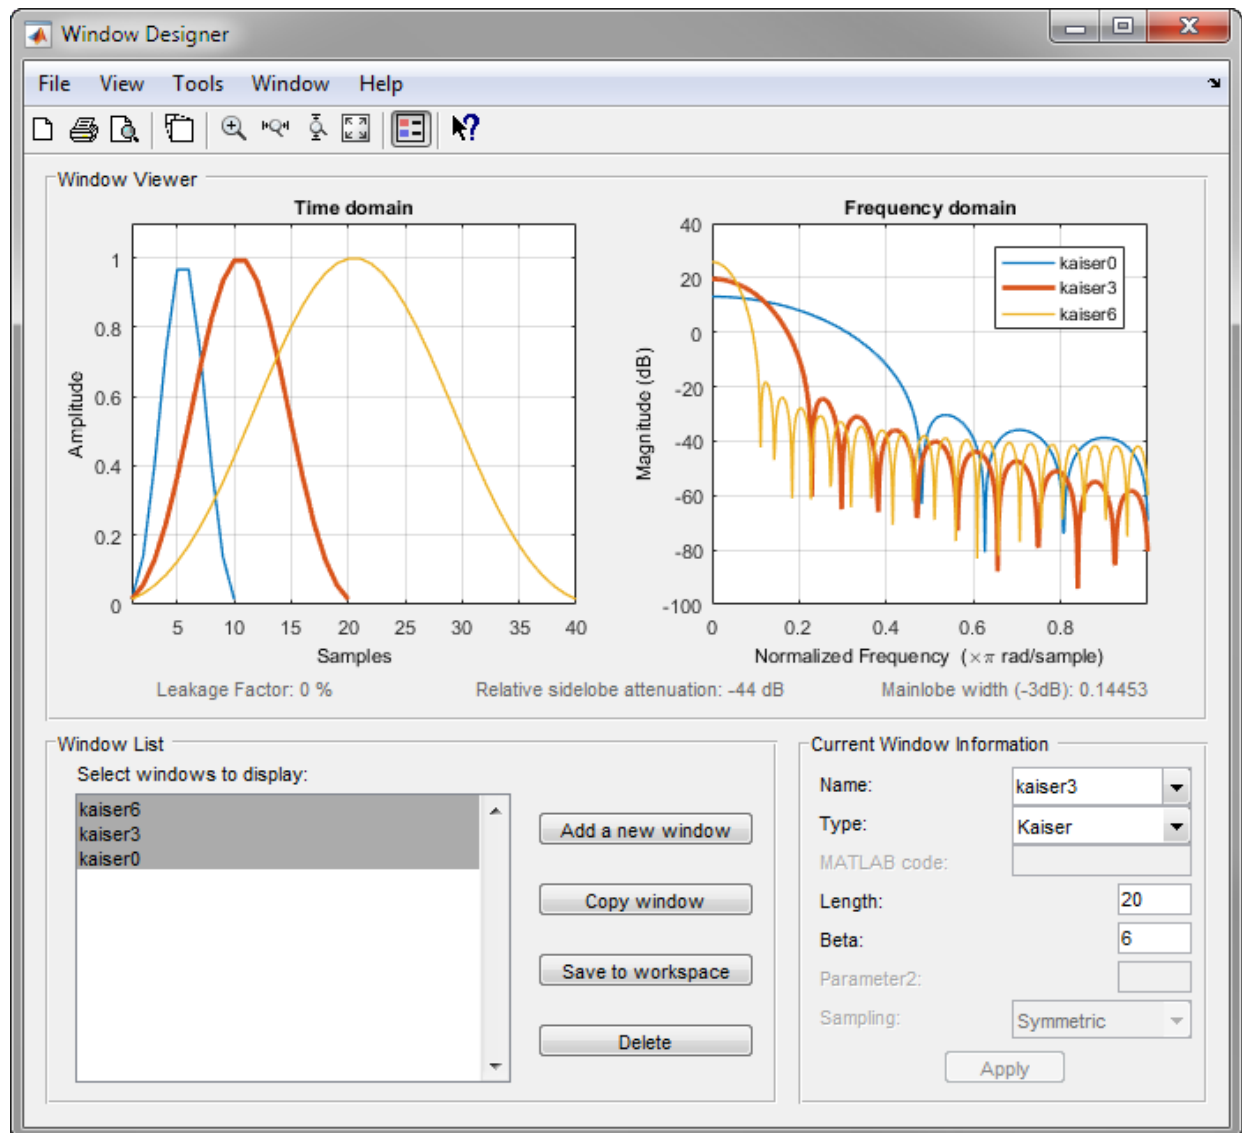 Window Designer
File View Tools Window Help
Window Viewer
Time domain
Amplitude
1
0.8
0.6
0.4
0.2
0
5 10 15 20 25 30 35 40
Samples
Frequency domain
Magnitude (dB)
40
20
0
-20
-40
-60
-80
-100
kaiser0
kaiser3
kaiser6
0 0.2 0.4 0.6 0.8
Normalized Frequency (×π rad/sample)
Leakage Factor: 0 % Relative sidelobe attenuation: -44 dB Mainlobe width (-3dB): 0.14453
Window List
Select windows to display:
kaiser6
kaiser3
kaiser0
Add a new window
Copy window
Save to workspace
Delete
Current Window Information
Name: kaiser3
Type: Kaiser
MATLAB code:
Length: 20
Beta: 6
Parameter2:
Sampling: Symmetric
Apply